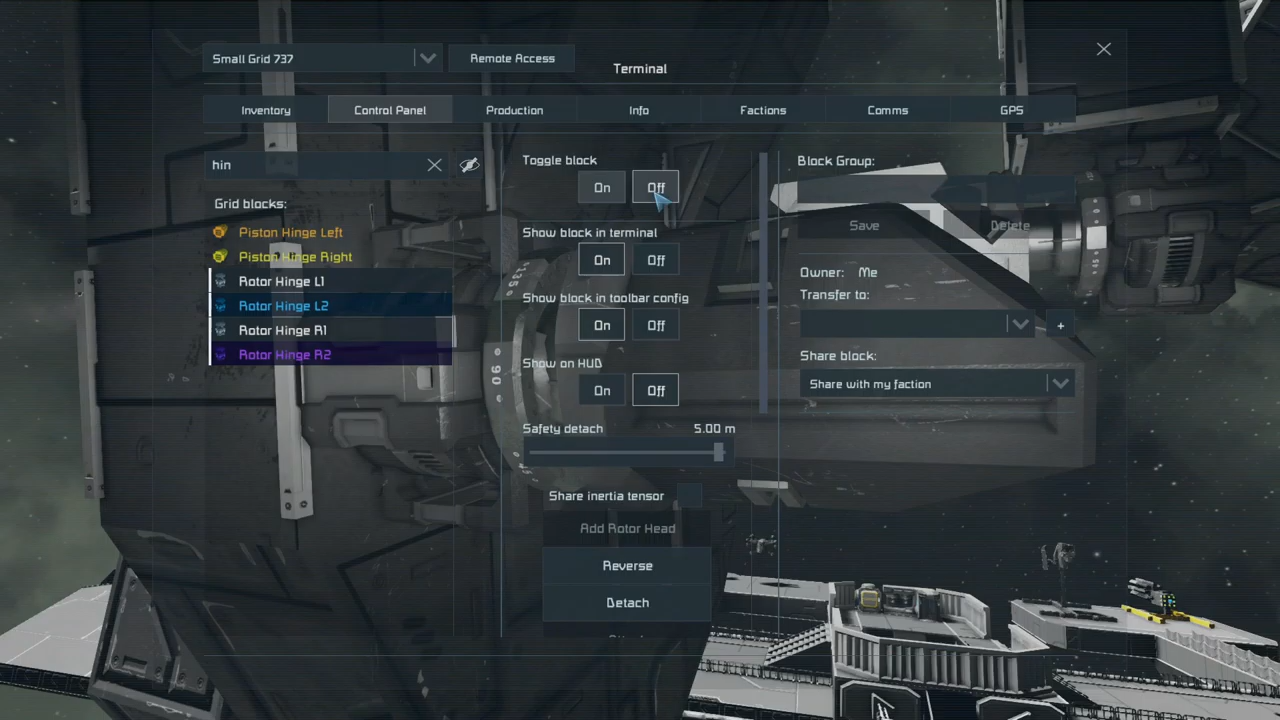 Small Grid 737
Remote Access
Terminal
Inventory
Control Panel
Production
Info
Factions
Comms
GPS
hin
Grid blocks:
Piston Hinge Left
Piston Hinge Right
Rotor Hinge L1
Rotor Hinge L2
Rotor Hinge R1
Rotor Hinge R2
Toggle block
On Off
Show block in terminal
On Off
Show block in toolbar config
On Off
Show on HUD
On Off
Safety detach 5.00 m
Share inertia tensor
Add Rotor Head
Reverse
Detach
Block Group:
Save Delete
Owner: Me
Transfer to:
+
Share block:
Share with my faction
90